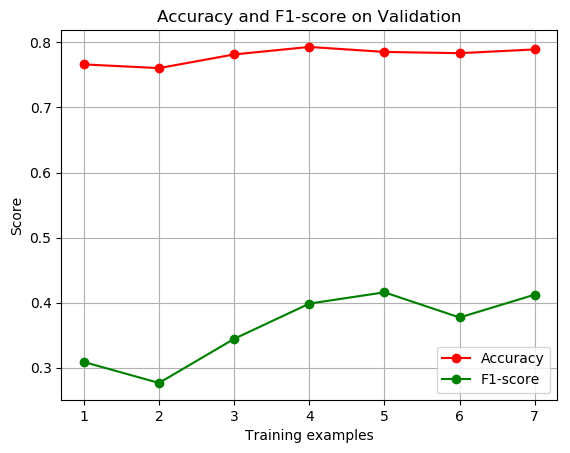 Accuracy and F1-score on Validation
0.8
0.7
0.6
0.5
0.4
0.3
Score
1 2 3 4 5 6 7
Training examples
Accuracy
F1-score